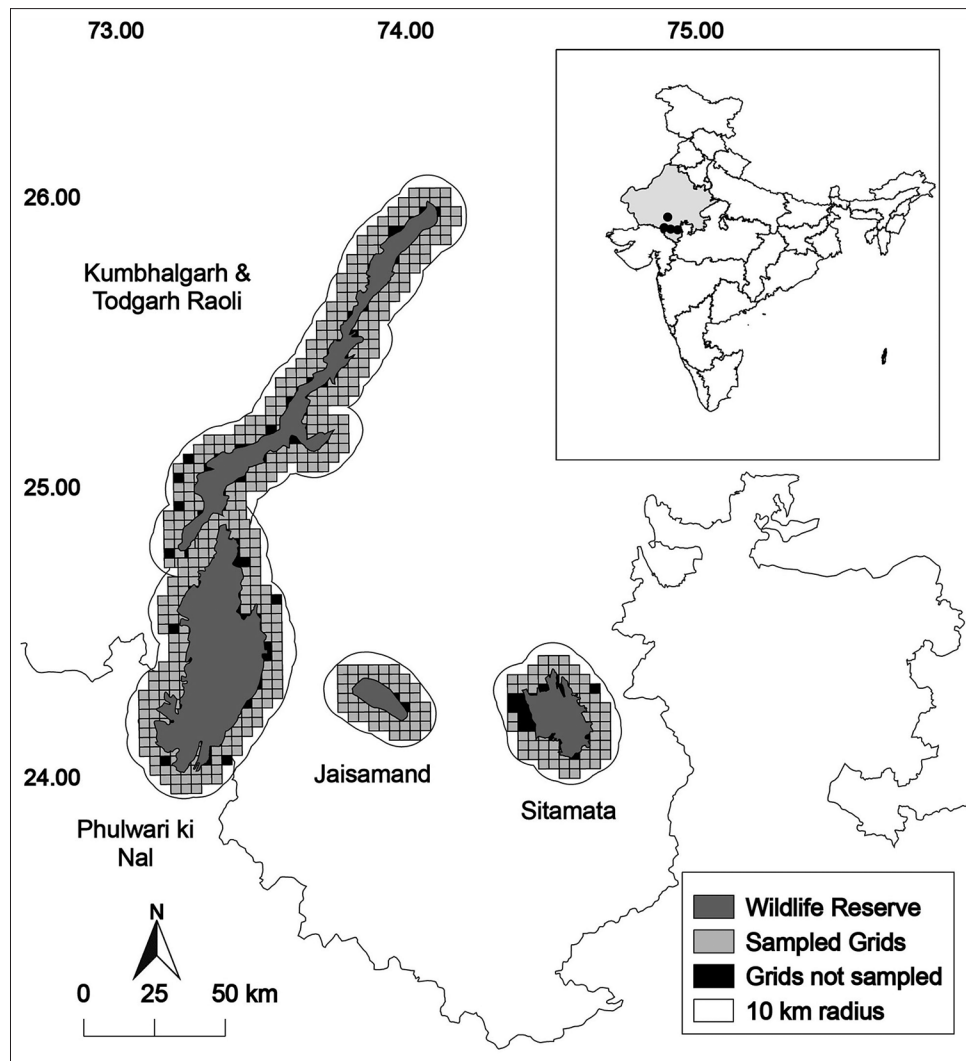 73.00 74.00 75.00
26.00
Kumbhalgarh &
Todgarh Raoli
25.00
24.00
Jaisamand
Sitamata
Phulwari ki
Nal
N
0 25 50 km
Wildlife Reserve
Sampled Grids
Grids not sampled
10 km radius